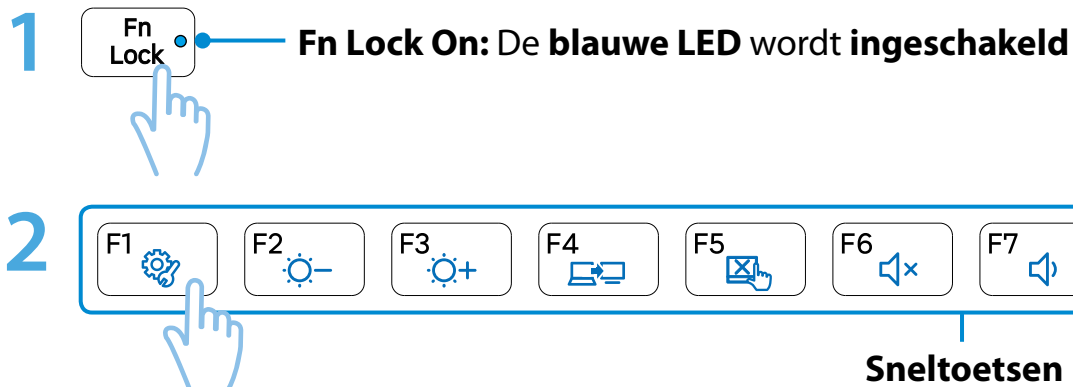 1
Fn
Lock
Fn Lock On: De blauwe LED wordt ingeschakeld
2
F1 F2 F3 F4 F5 F6 F7
Sneltoetsen